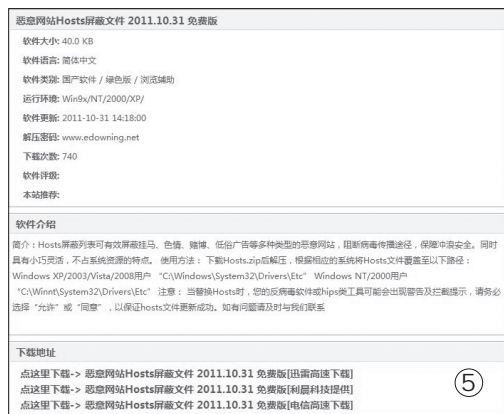 恶意网站Hosts屏蔽文件 2011.10.31 免费版
软件大小: 40.0 KB
软件语言: 简体中文
软件类别: 国产软件 / 绿色版 / 浏览辅助
运行环境: Win9x/NT/2000/XP/
软件更新: 2011-10-31 14:18:00
解压密码: www.edowning.net
下载次数: 740
软件评级:
本站推荐:
软件介绍
简介：Hosts屏蔽列表可有效屏蔽挂马、色情、赌博、低俗广告等多种类型的恶意网站，阻断病毒传播途径，保障冲浪安全。同时
具有小巧灵活，不占系统资源的特点。 使用方法： 下载Hosts.zip后解压，根据相应的系统将Hosts文件覆盖至以下路径：
Windows XP/2003/Vista/2008用户 “C:\Windows\System32\Drivers\Etc” Windows NT/2000用户
“C:\Winnt\System32\Drivers\Etc” 注意： 当替换Hosts时，您的反病毒软件或hips类工具可能会出现警告及拦截提示，请务必
选择“允许”或“同意”，以保证hosts文件更新成功。如有问题请及时与我们联系
下载地址
点这里下载-> 恶意网站Hosts屏蔽文件 2011.10.31 免费版[迅雷高速下载]
点这里下载-> 恶意网站Hosts屏蔽文件 2011.10.31 免费版[利晨科技提供]
点这里下载-> 恶意网站Hosts屏蔽文件 2011.10.31 免费版[电信高速下载]
⑤